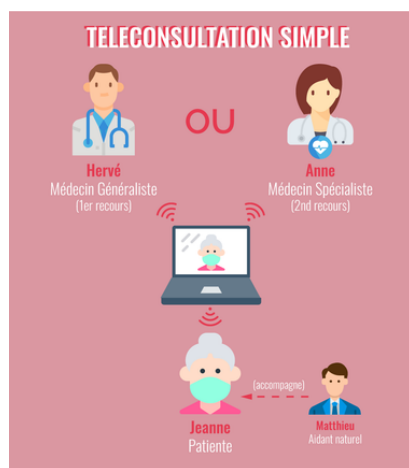 TELECONSULTATION SIMPLE
OU
Hervé
Médecin Généraliste
(1er recours)
Anne
Médecin Spécialiste
(2nd recours)
(accompagne)
Jeanne
Patiente
Matthieu
Aidant naturel